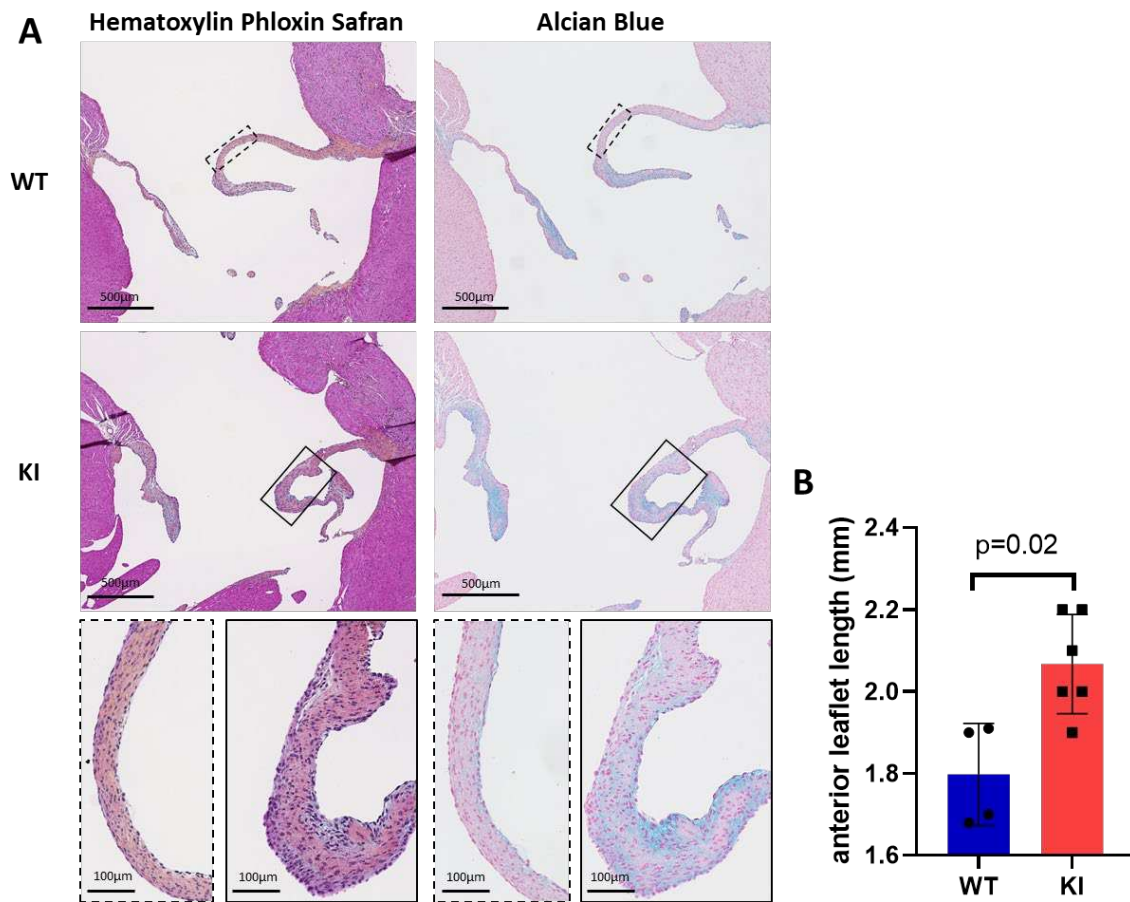 A
Hematoxylin Phloxin Safran
Alcian Blue
WT
500µm
500µm
KI
500µm
500µm
100µm
100µm
100µm
100µm
B
anterior leaflet length (mm)
2.4
2.2
2.0
1.8
1.6
p=0.02
WT
KI